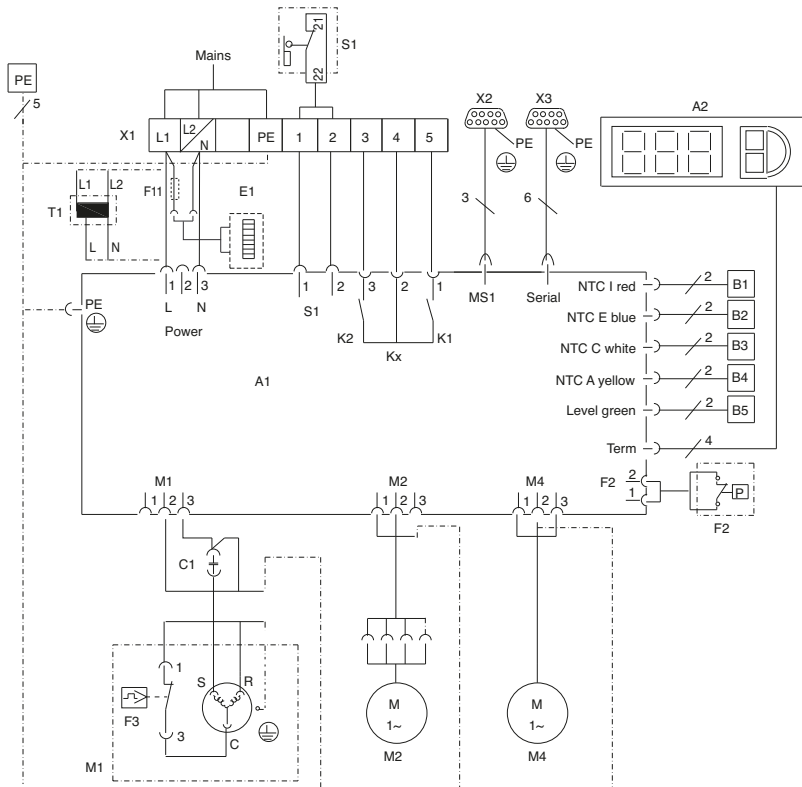 Mains
S1
21
22
PE
5
X2
X3
A2
X1
L1
L2
N
PE
1
2
3
4
5
PE
PE
L1
L2
F11
E1
T1
L
N
3
6
1
2
3
L
N
Power
1
2
S1
3
2
1
K2
Kx
K1
MS1
Serial
PE
A1
NTC I red
2
B1
NTC E blue
2
B2
NTC C white
2
B3
NTC A yellow
2
B4
Level green
2
B5
Term
4
F2
2
1
P
F2
M1
1
2
3
M2
1
2
3
M4
1
2
3
C1
1
S
R
F3
3
C
M1
M
1~
M2
M
1~
M4